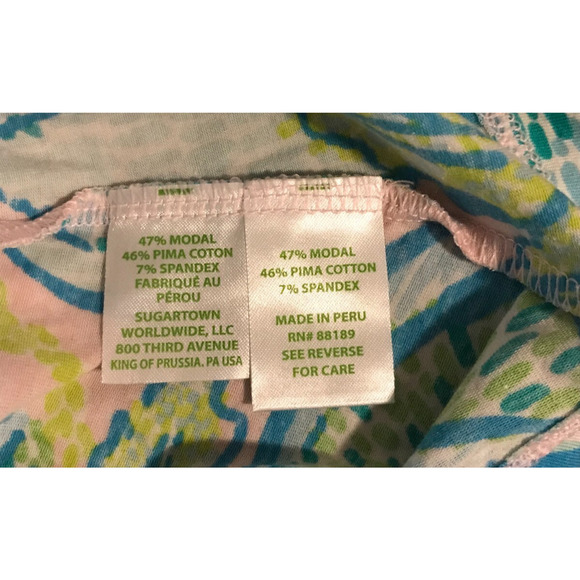 47% MODAL
46% PIMA COTON
7% SPANDEX
FABRIQUÉ AU
PÉROU
SUGARTOWN
WORLDWIDE, LLC
800 THIRD AVENUE
KING OF PRUSSIA. PA USA
47% MODAL
46% PIMA COTTON
7% SPANDEX
MADE IN PERU
RN# 88189
SEE REVERSE
FOR CARE